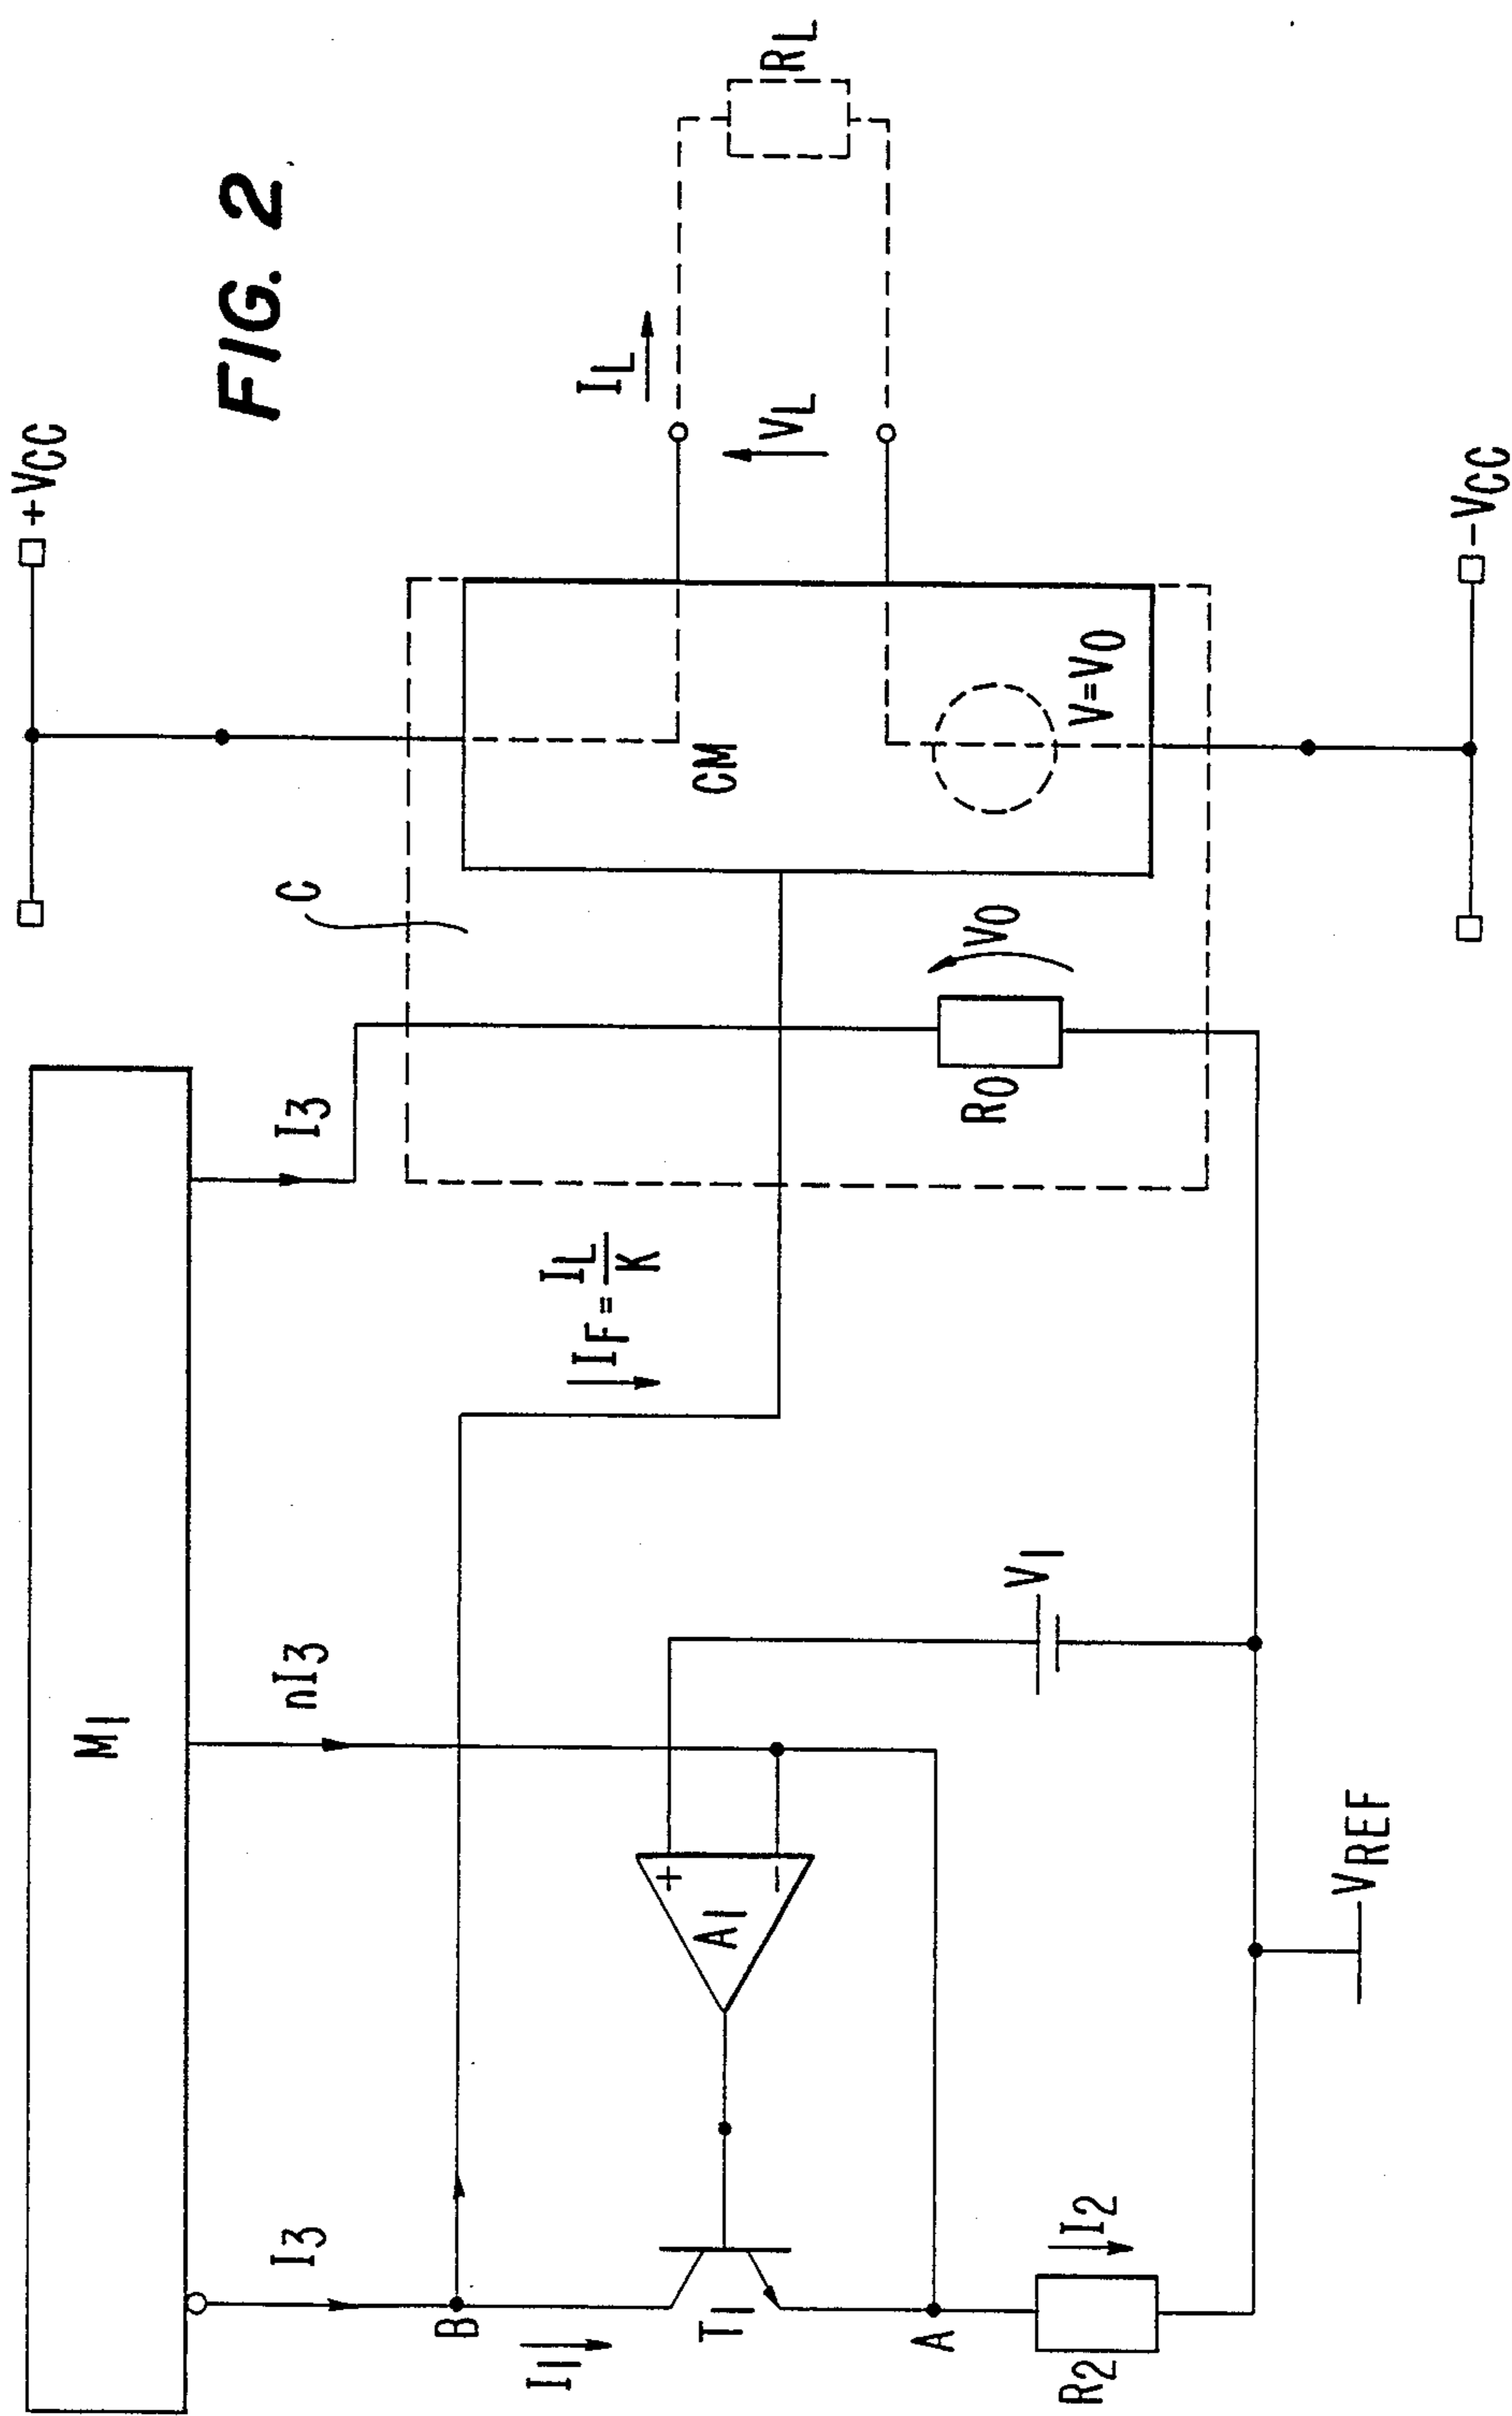 FIG. 2
+VCC
M1
I3
nI3
I3
C
B
I1
IF = IL/K
CM
IL
VL
RL
A1
+
−
T1
A
V1
R0
V0
V=V0
R2
I2
VREF
−VCC